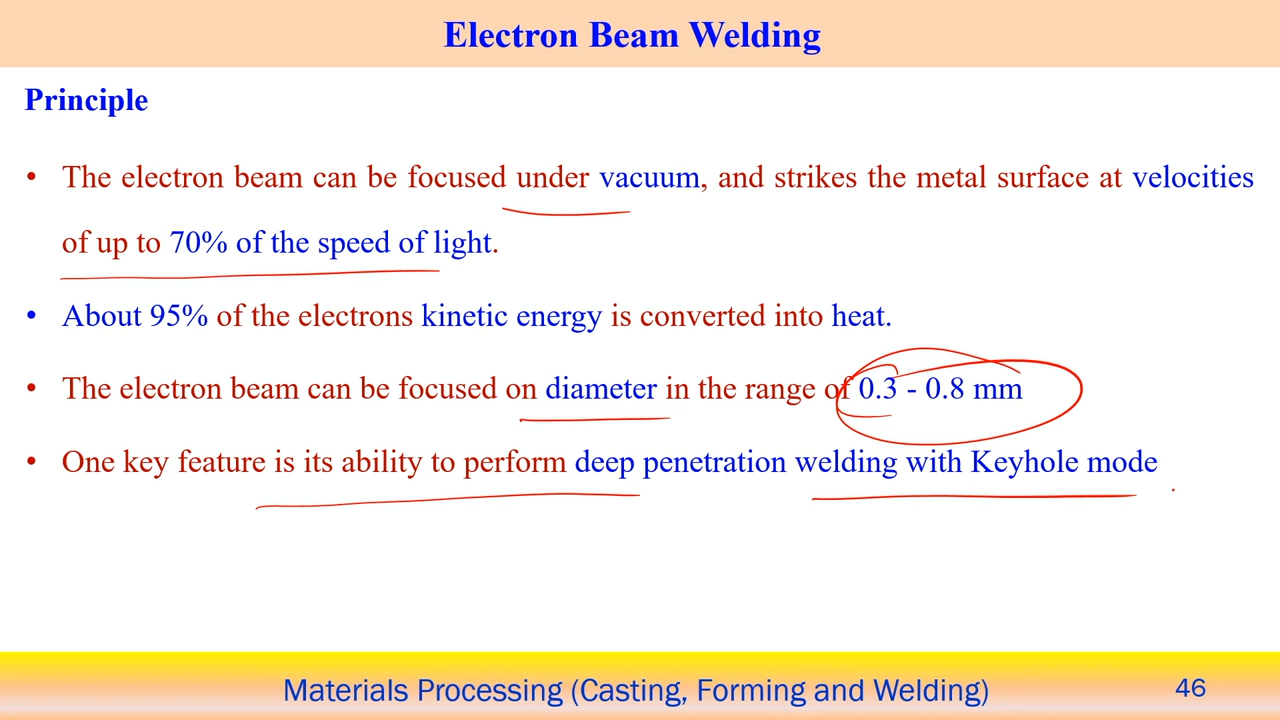 Electron Beam Welding
Principle
• The electron beam can be focused under vacuum, and strikes the metal surface at velocities
of up to 70% of the speed of light.
• About 95% of the electrons kinetic energy is converted into heat.
• The electron beam can be focused on diameter in the range of 0.3 - 0.8 mm
• One key feature is its ability to perform deep penetration welding with Keyhole mode
Materials Processing (Casting, Forming and Welding)
46